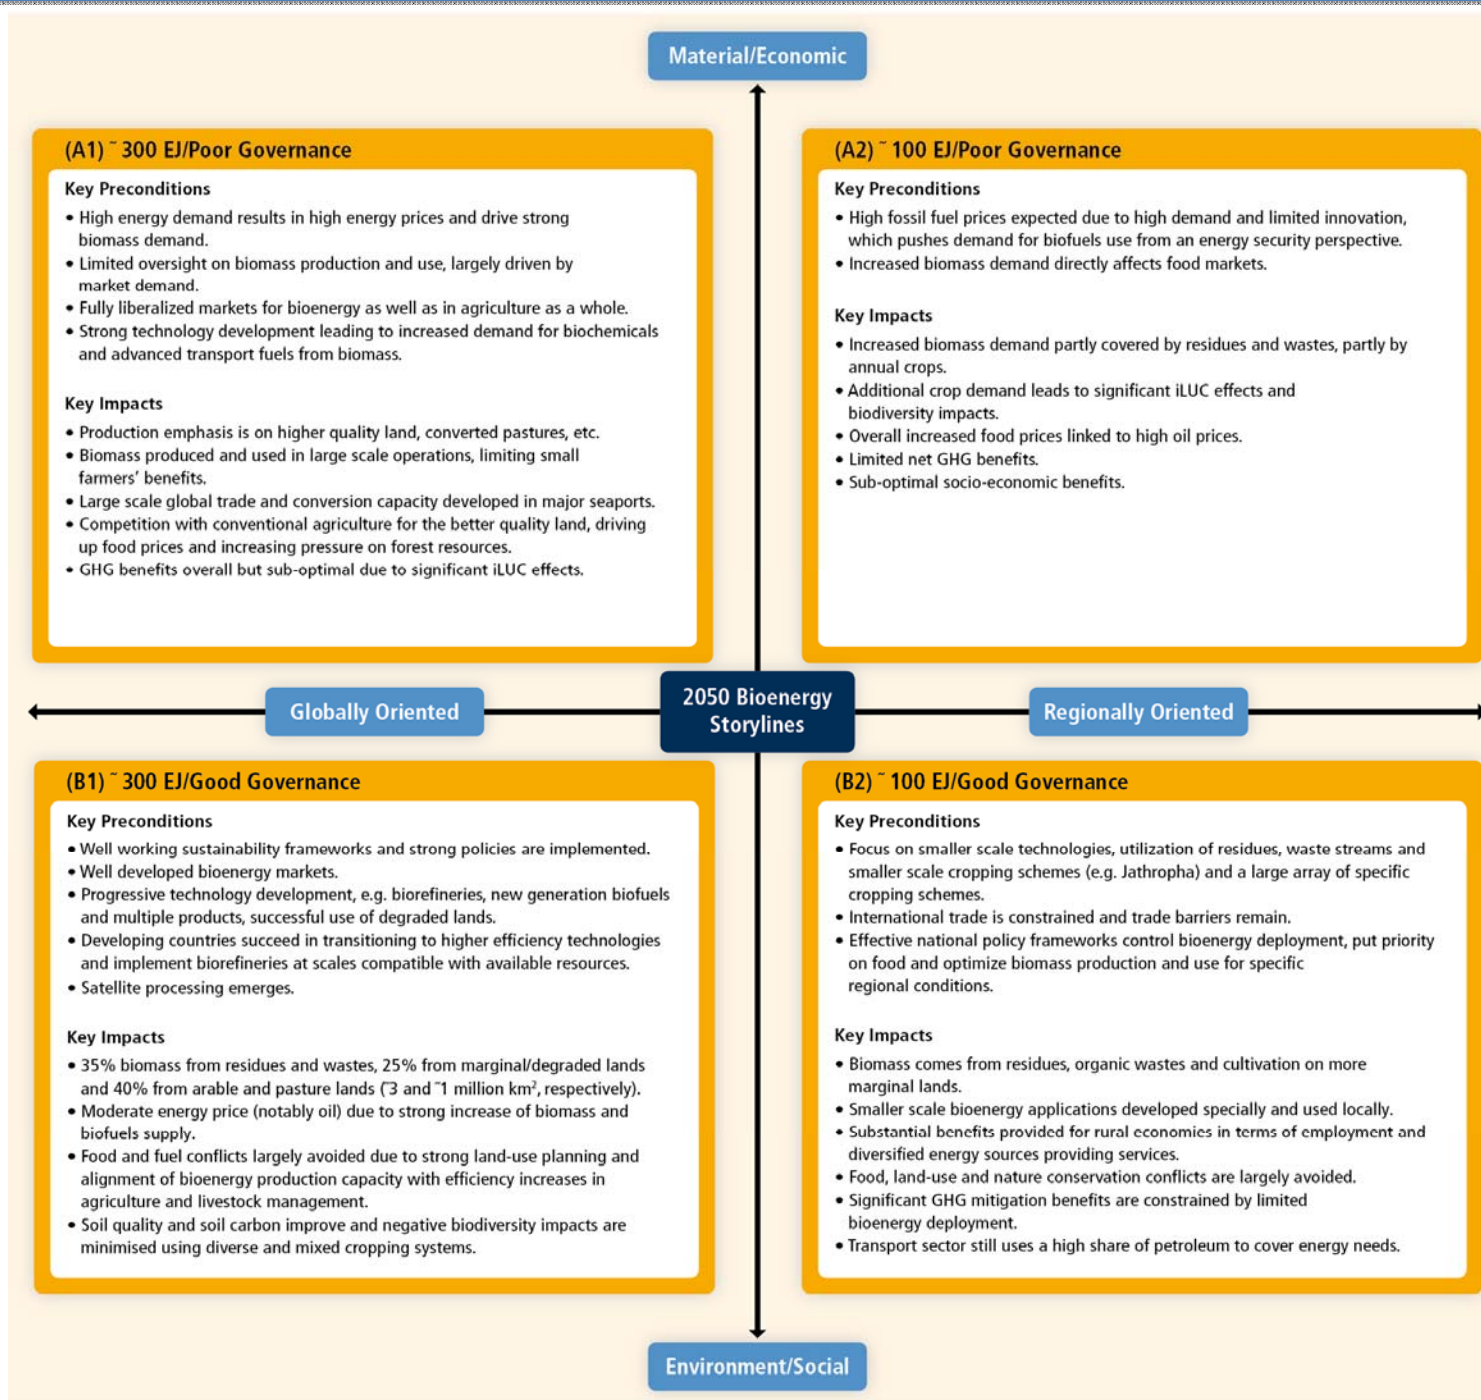 Material/Economic
(A1) ~ 300 EJ/Poor Governance
Key Preconditions
• High energy demand results in high energy prices and drive strong
biomass demand.
• Limited oversight on biomass production and use, largely driven by
market demand.
• Fully liberalized markets for bioenergy as well as in agriculture as a whole.
• Strong technology development leading to increased demand for biochemicals
and advanced transport fuels from biomass.
Key Impacts
• Production emphasis is on higher quality land, converted pastures, etc.
• Biomass produced and used in large scale operations, limiting small
farmers’ benefits.
• Large scale global trade and conversion capacity developed in major seaports.
• Competition with conventional agriculture for the better quality land, driving
up food prices and increasing pressure on forest resources.
• GHG benefits overall but sub-optimal due to significant iLUC effects.
(A2) ~ 100 EJ/Poor Governance
Key Preconditions
• High fossil fuel prices expected due to high demand and limited innovation,
which pushes demand for biofuels use from an energy security perspective.
• Increased biomass demand directly affects food markets.
Key Impacts
• Increased biomass demand partly covered by residues and wastes, partly by
annual crops.
• Additional crop demand leads to significant iLUC effects and
biodiversity impacts.
• Overall increased food prices linked to high oil prices.
• Limited net GHG benefits.
• Sub-optimal socio-economic benefits.
Globally Oriented
2050 Bioenergy
Storylines
Regionally Oriented
(B1) ~ 300 EJ/Good Governance
Key Preconditions
• Well working sustainability frameworks and strong policies are implemented.
• Well developed bioenergy markets.
• Progressive technology development, e.g. biorefineries, new generation biofuels
and multiple products, successful use of degraded lands.
• Developing countries succeed in transitioning to higher efficiency technologies
and implement biorefineries at scales compatible with available resources.
• Satellite processing emerges.
Key Impacts
• 35% biomass from residues and wastes, 25% from marginal/degraded lands
and 40% from arable and pasture lands (~3 and ~1 million km², respectively).
• Moderate energy price (notably oil) due to strong increase of biomass and
biofuels supply.
• Food and fuel conflicts largely avoided due to strong land-use planning and
alignment of bioenergy production capacity with efficiency increases in
agriculture and livestock management.
• Soil quality and soil carbon improve and negative biodiversity impacts are
minimised using diverse and mixed cropping systems.
(B2) ~ 100 EJ/Good Governance
Key Preconditions
• Focus on smaller scale technologies, utilization of residues, waste streams and
smaller scale cropping schemes (e.g. Jathropha) and a large array of specific
cropping schemes.
• International trade is constrained and trade barriers remain.
• Effective national policy frameworks control bioenergy deployment, put priority
on food and optimize biomass production and use for specific
regional conditions.
Key Impacts
• Biomass comes from residues, organic wastes and cultivation on more
marginal lands.
• Smaller scale bioenergy applications developed specially and used locally.
• Substantial benefits provided for rural economies in terms of employment and
diversified energy sources providing services.
• Food, land-use and nature conservation conflicts are largely avoided.
• Significant GHG mitigation benefits are constrained by limited
bioenergy deployment.
• Transport sector still uses a high share of petroleum to cover energy needs.
Environment/Social